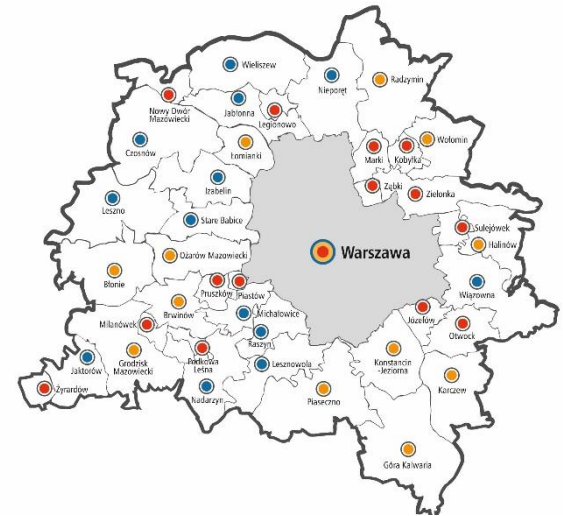 Wieliszew
Nieporęt
Radzymin
Nowy Dwór
Mazowiecki
Jabłonna
Legionowo
Czosnów
Łomianki
Marki
Kobyłka
Wołomin
Izabelin
Ząbki
Zielonka
Leszno
Stare Babice
Sulejówek
Halinów
Warszawa
Ożarów Mazowiecki
Błonie
Wiązowna
Pruszków
Piastów
Brwinów
Michałowice
Józefów
Milanówek
Raszyn
Otwock
Grodzisk
Mazowiecki
Podkowa
Leśna
Lesznowola
Konstancin
-Jeziorna
Jaktorów
Żyrardów
Nadarzyn
Piaseczno
Karczew
Góra Kalwaria